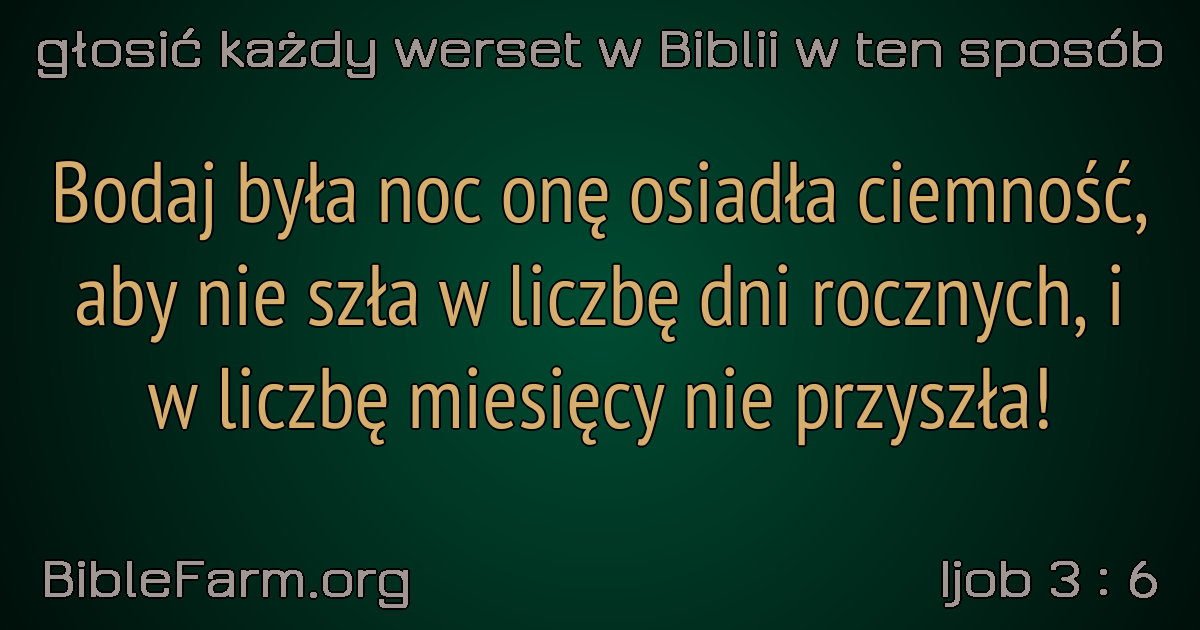 głosić każdy werset w Biblii w ten sposób
Bodaj była noc onę osiadła ciemność,
aby nie szła w liczbę dni rocznych, i
w liczbę miesięcy nie przyszła!
BibleFarm.org
Ijob 3 : 6